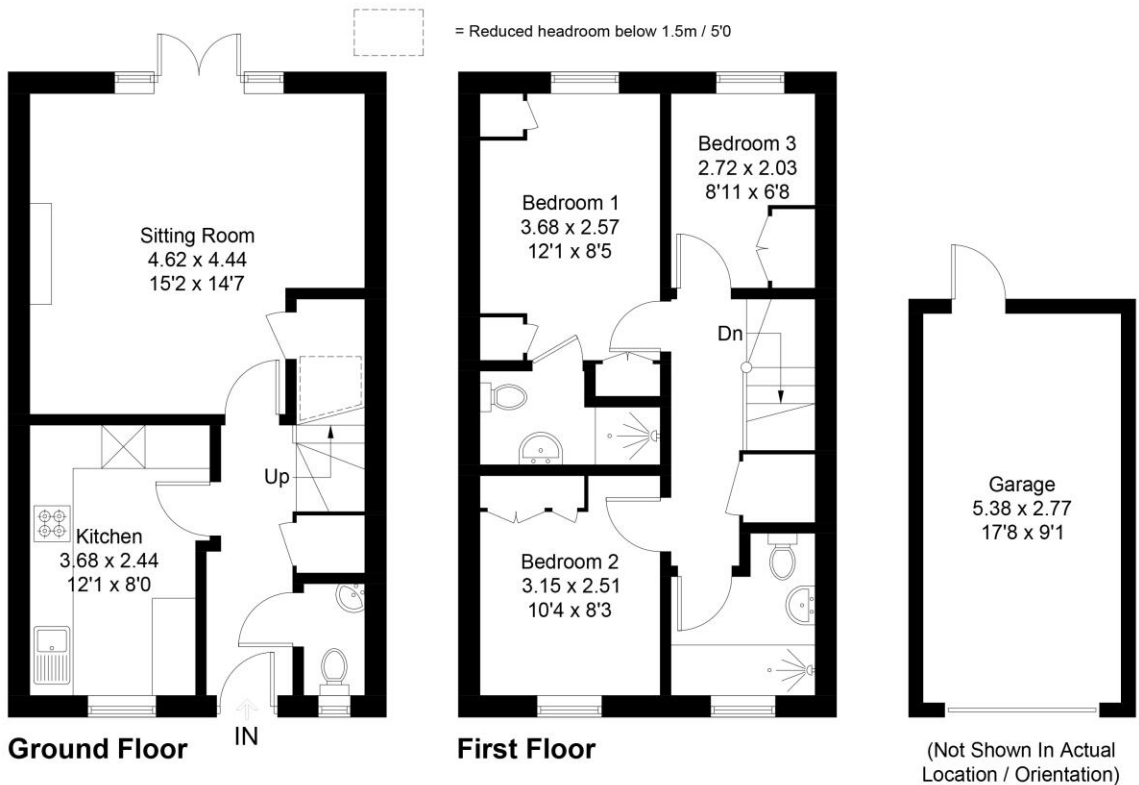 = Reduced headroom below 1.5m / 5'0
Sitting Room
4.62 x 4.44
15'2 x 14'7
Up
Kitchen
3.68 x 2.44
12'1 x 8'0
IN
Ground Floor
Bedroom 1
3.68 x 2.57
12'1 x 8'5
Bedroom 3
2.72 x 2.03
8'11 x 6'8
Dn
Bedroom 2
3.15 x 2.51
10'4 x 8'3
First Floor
Garage
5.38 x 2.77
17'8 x 9'1
(Not Shown In Actual
Location / Orientation)